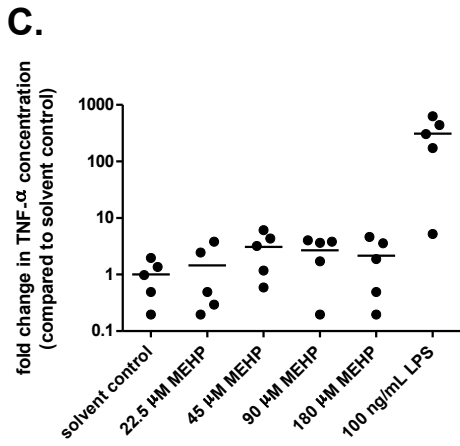 C.
fold change in TNF-α concentration
(compared to solvent control)
1000
100
10
1
0.1
solvent control
22.5 µM MEHP
45 µM MEHP
90 µM MEHP
180 µM MEHP
100 ng/mL LPS